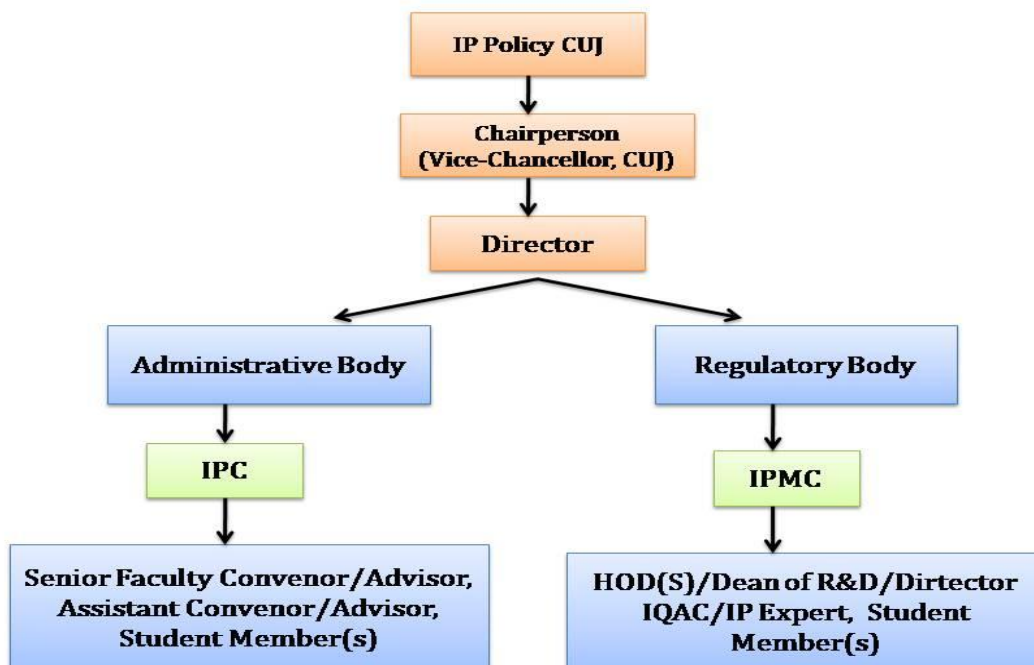 IP Policy CUJ
Chairperson
(Vice-Chancellor, CUJ)
Director
Administrative Body
Regulatory Body
IPC
IPMC
Senior Faculty Convenor/Advisor,
Assistant Convenor/Advisor,
Student Member(s)
HOD(S)/Dean of R&D/Dirtector
IQAC/IP Expert, Student
Member(s)